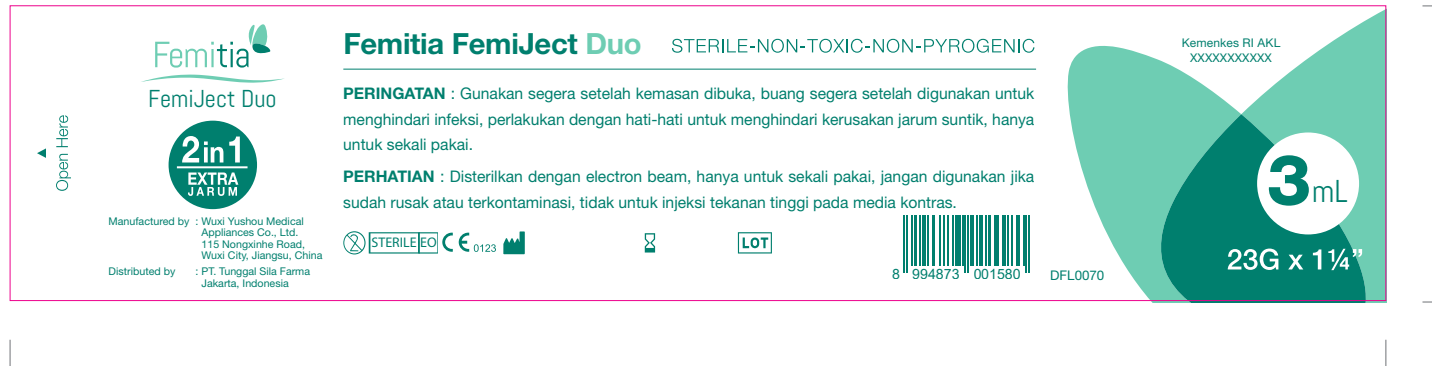 Open Here
Femitia
FemiJect Duo
2in1
EXTRA
JARUM
Manufactured by : Wuxi Yushou Medical
Appliances Co., Ltd.
115 Nongxinhe Road,
Wuxi City, Jiangsu, China
Distributed by : PT. Tunggal Sila Farma
Jakarta, Indonesia
Femitia FemiJect Duo STERILE-NON-TOXIC-NON-PYROGENIC
PERINGATAN : Gunakan segera setelah kemasan dibuka, buang segera setelah digunakan untuk
menghindari infeksi, perlakukan dengan hati-hati untuk menghindari kerusakan jarum suntik, hanya
untuk sekali pakai.
PERHATIAN : Disterilkan dengan electron beam, hanya untuk sekali pakai, jangan digunakan jika
sudah rusak atau terkontaminasi, tidak untuk injeksi tekanan tinggi pada media kontras.
2 STERILE EO CE 0123 LOT
8 994873 001580
DFL0070
Kemenkes RI AKL
XXXXXXXXXXX
3mL
23G x 1¼”